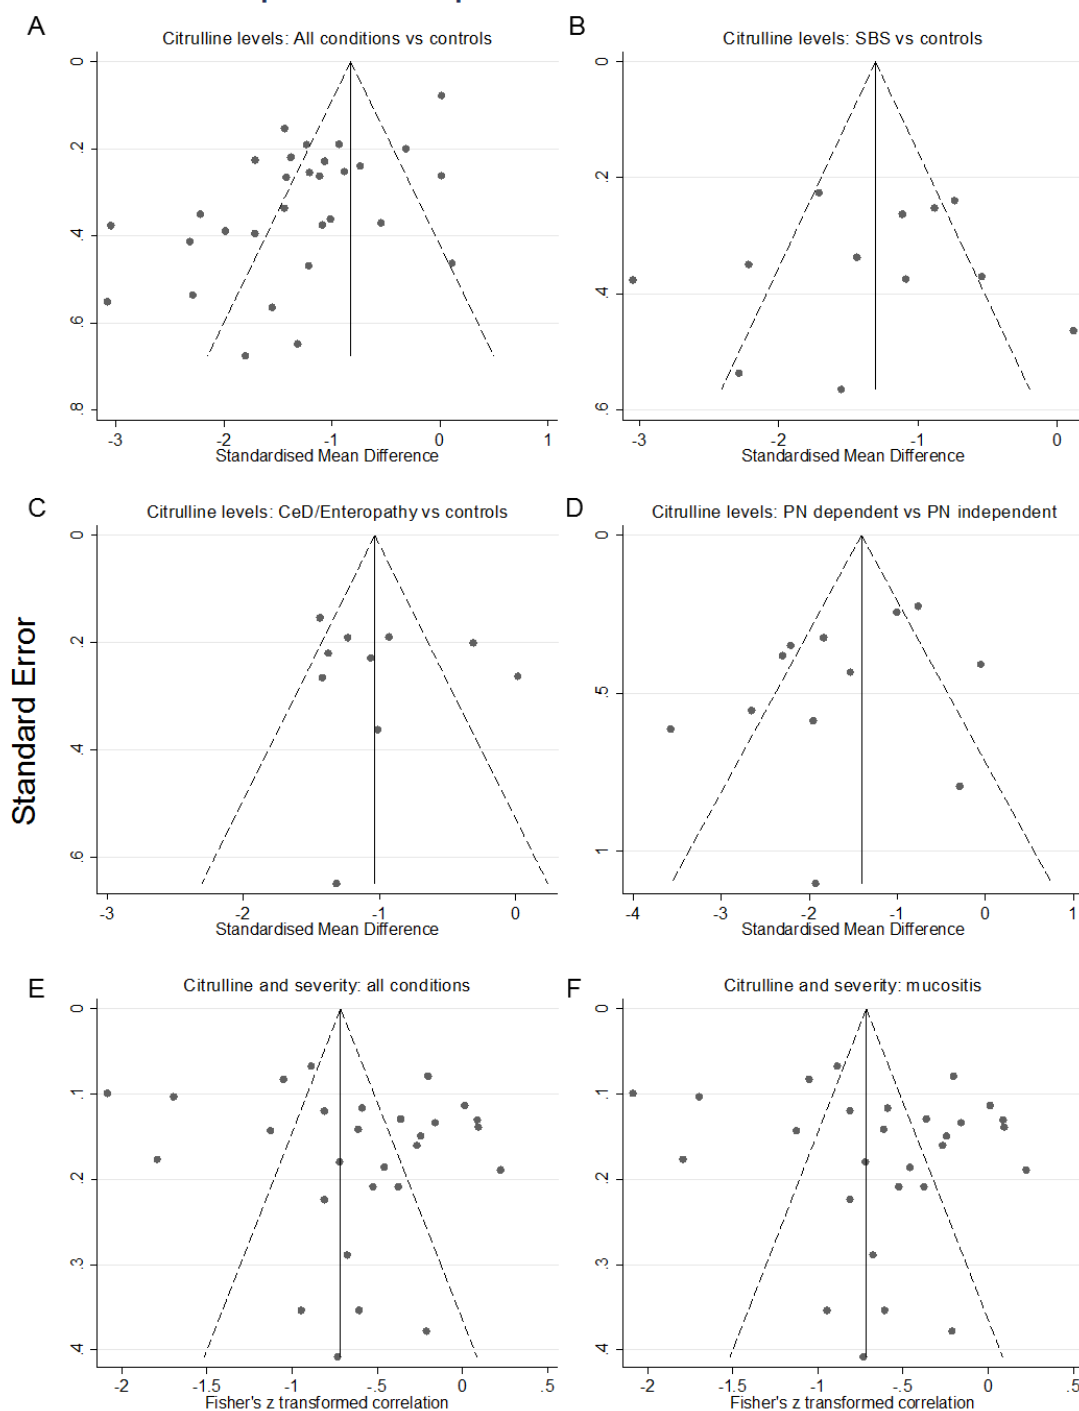 A
Citrulline levels: All conditions vs controls
0
.2
.4
.6
.8
-3 -2 -1 0 1
Standardised Mean Difference
B
Citrulline levels: SBS vs controls
0
.2
.4
.6
-3 -2 -1 0
Standardised Mean Difference
Standard Error
C
Citrulline levels: CeD/Enteropathy vs controls
0
.2
.4
.6
-3 -2 -1 0
Standardised Mean Difference
D
Citrulline levels: PN dependent vs PN independent
0
.5
1
-4 -3 -2 -1 0 1
Standardised Mean Difference
E
Citrulline and severity: all conditions
0
.1
.2
.3
.4
-2 -1.5 -1 -.5 0 .5
Fisher's z transformed correlation
F
Citrulline and severity: mucositis
0
.1
.2
.3
.4
-2 -1.5 -1 -.5 0 .5
Fisher's z transformed correlation